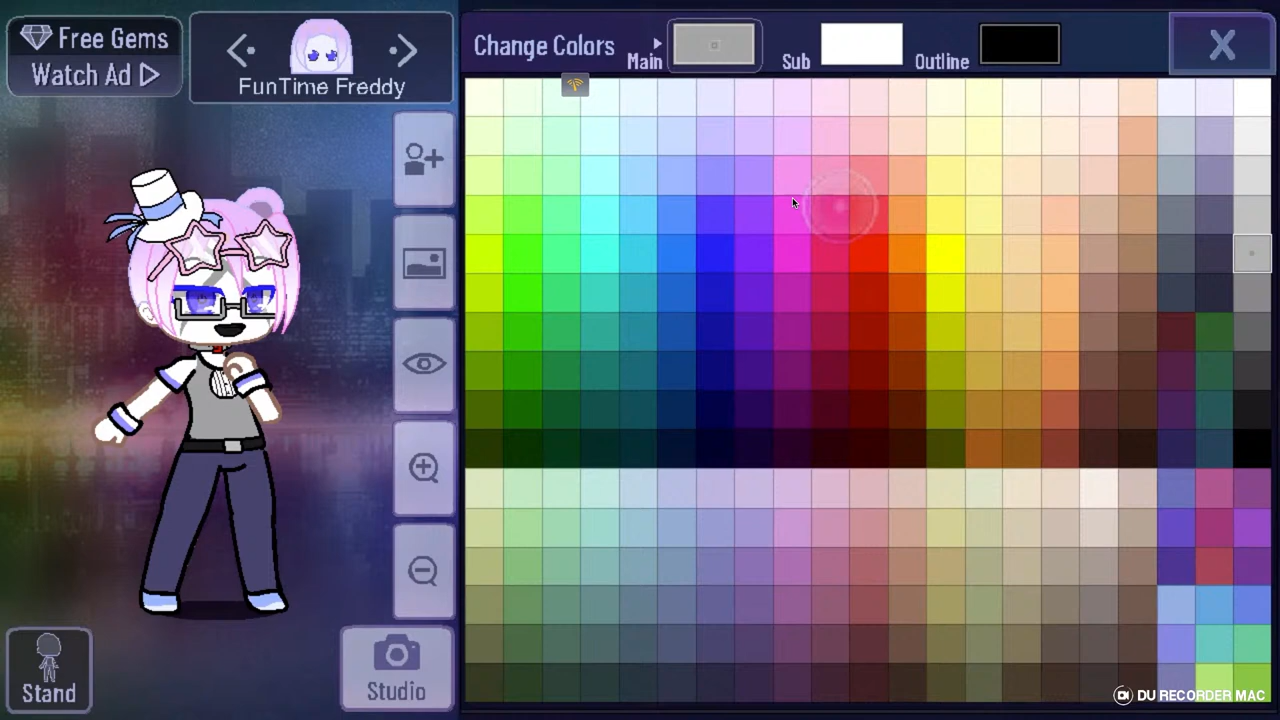 Free Gems
Watch Ad
FunTime Freddy
Change Colors
Main
Sub
Outline
X
Stand
Studio
DU RECORDER MAC